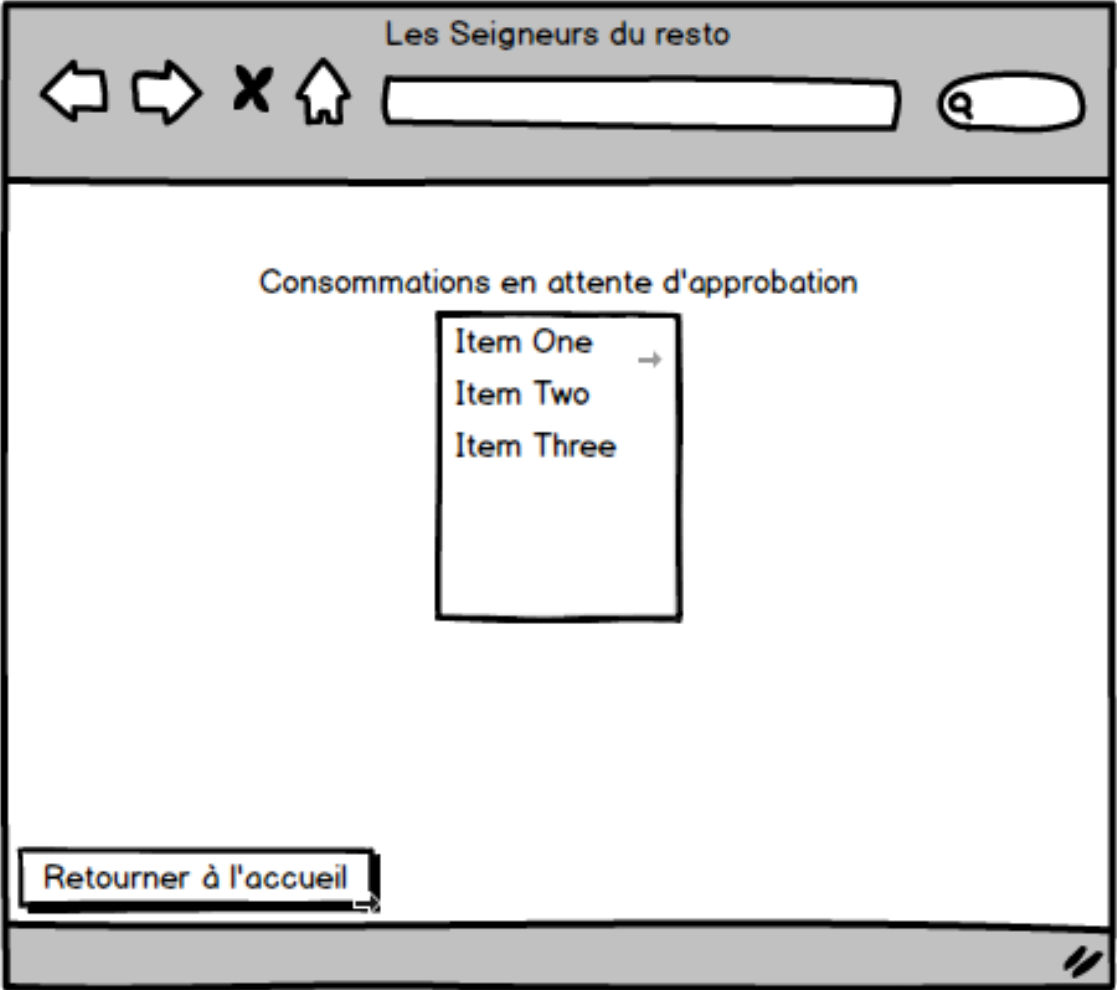 Les Seigneurs du resto
Consommations en attente d'approbation
Item One
Item Two
Item Three
Retourner à l'accueil